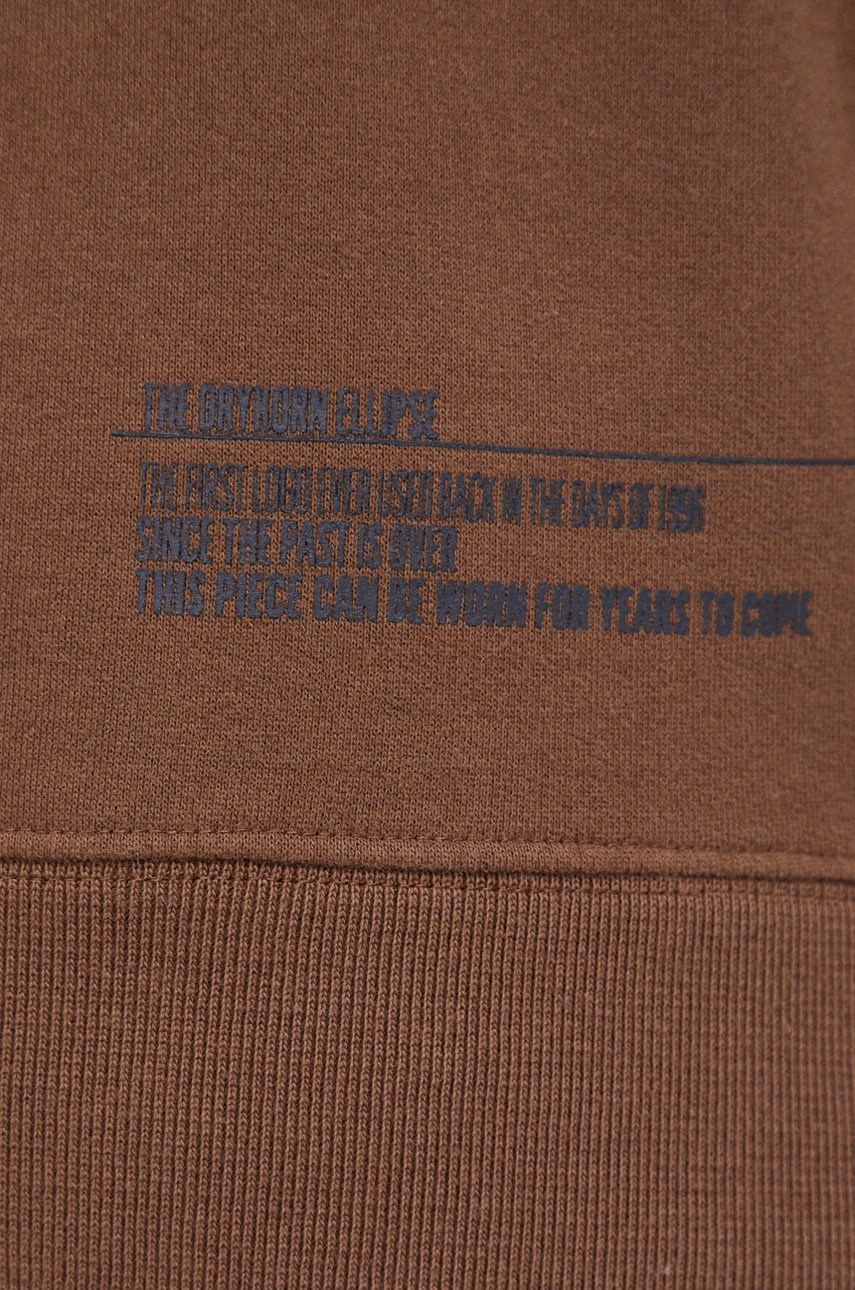 THE DRYKORN ELLIPSE
THE FIRST LOGO EVER USED BACK IN THE DAYS OF 1996
SINCE THE PAST IS OVER
THIS PIECE CAN BE WORN FOR YEARS TO COME